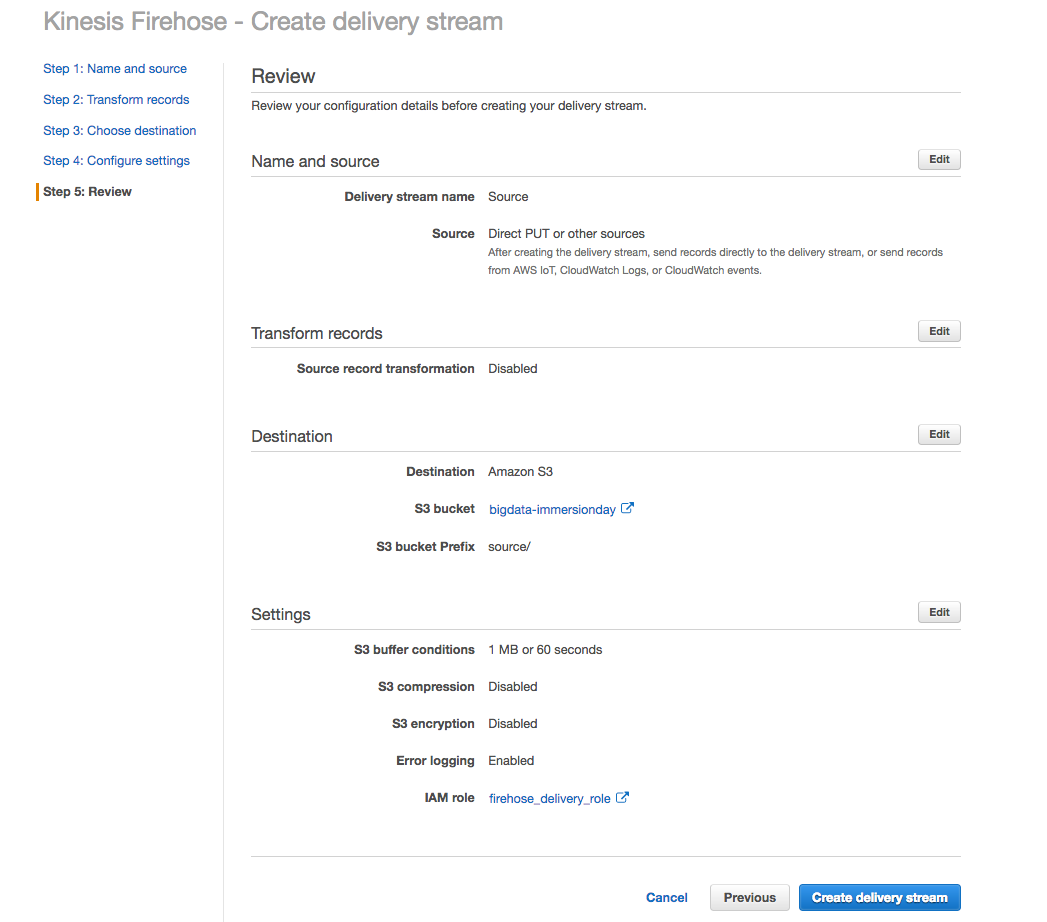 Kinesis Firehose - Create delivery stream
Step 1: Name and source
Step 2: Transform records
Step 3: Choose destination
Step 4: Configure settings
Step 5: Review
Review
Review your configuration details before creating your delivery stream.
Name and source
Edit
Delivery stream name Source
Source Direct PUT or other sources
After creating the delivery stream, send records directly to the delivery stream, or send records
from AWS IoT, CloudWatch Logs, or CloudWatch events.
Transform records
Edit
Source record transformation Disabled
Destination
Edit
Destination Amazon S3
S3 bucket bigdata-immersionday
S3 bucket Prefix source/
Settings
Edit
S3 buffer conditions 1 MB or 60 seconds
S3 compression Disabled
S3 encryption Disabled
Error logging Enabled
IAM role firehose_delivery_role
Cancel Previous Create delivery stream